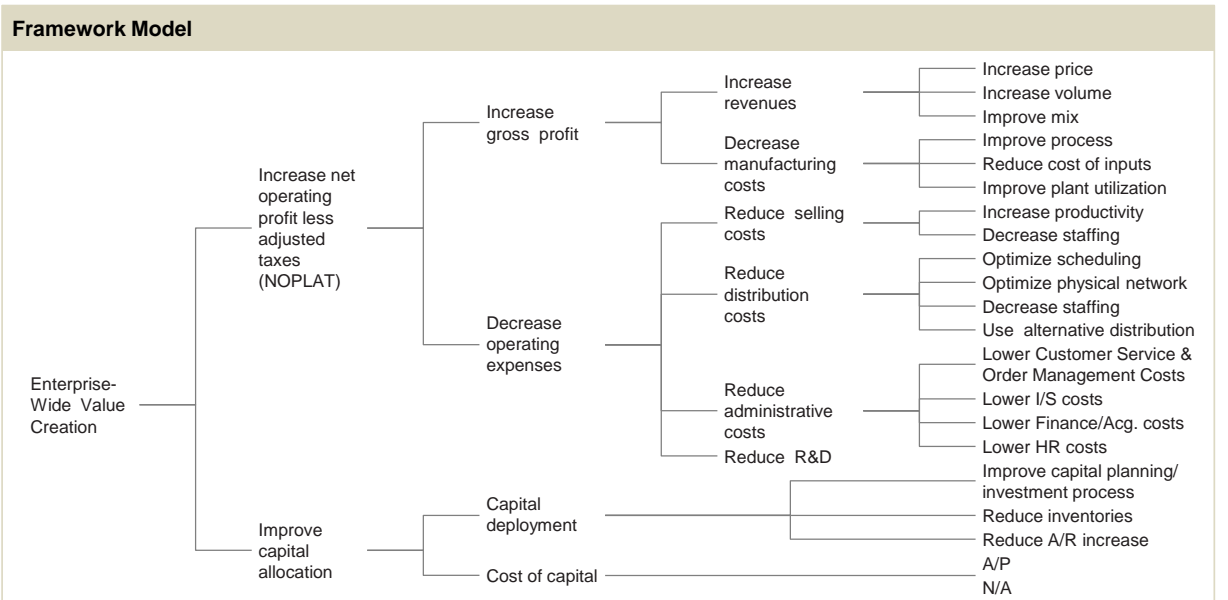 Framework Model
Enterprise-
Wide Value
Creation
Increase net
operating
profit less
adjusted
taxes
(NOPLAT)
Improve
capital
allocation
Increase
gross profit
Decrease
operating
expenses
Capital
deployment
Cost of capital
Increase
revenues
Decrease
manufacturing
costs
Reduce selling
costs
Reduce
distribution
costs
Reduce
administrative
costs
Reduce R&D
Increase price
Increase volume
Improve mix
Improve process
Reduce cost of inputs
Improve plant utilization
Increase productivity
Decrease staffing
Optimize scheduling
Optimize physical network
Decrease staffing
Use alternative distribution
Lower Customer Service &
Order Management Costs
Lower I/S costs
Lower Finance/Acg. costs
Lower HR costs
Improve capital planning/
investment process
Reduce inventories
Reduce A/R increase
A/P
N/A